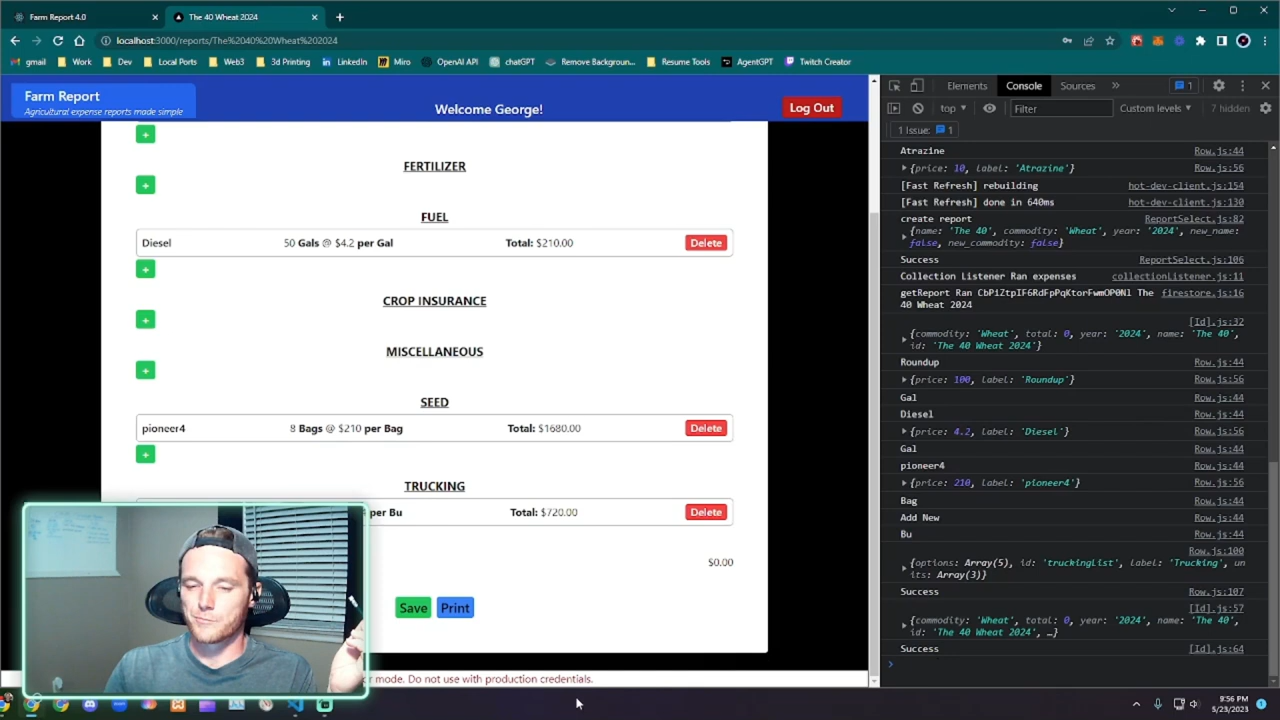 Farm Report 4.0
The 40 Wheat 2024
localhost:3000/reports/The%2040%20Wheat%202024
gmail Work Dev Local Ports Web3 3d Printing LinkedIn Miro OpenAI API chatGPT Remove Backgroun... Resume Tools AgentGPT Twitch Creator
Farm Report
Agricultural expense reports made simple
Welcome George!
Log Out
+
FERTILIZER
+
FUEL
Diesel 50 Gals @ $4.2 per Gal Total: $210.00 Delete
+
CROP INSURANCE
+
MISCELLANEOUS
+
SEED
pioneer4 8 Bags @ $210 per Bag Total: $1680.00 Delete
+
TRUCKING
per Bu Total: $720.00 Delete
$0.00
Save Print
r mode. Do not use with production credentials.
Elements Console Sources » 1
top Filter Custom levels 7 hidden
1 Issue: 1
Atrazine Row.js:44
{price: 10, label: 'Atrazine'} Row.js:56
[Fast Refresh] rebuilding hot-dev-client.js:154
[Fast Refresh] done in 640ms hot-dev-client.js:130
create report ReportSelect.js:82
{name: 'The 40', commodity: 'Wheat', year: '2024', new_name:
false, new_commodity: false}
Success ReportSelect.js:106
Collection Listener Ran expenses collectionListener.js:11
getReport Ran firestore.js:16
The
40 Wheat 2024
[Id].js:32
{commodity: 'Wheat', total: 0, year: '2024', name: 'The 40',
id: 'The 40 Wheat 2024'}
Roundup Row.js:44
{price: 100, label: 'Roundup'} Row.js:56
Gal Row.js:44
Diesel Row.js:44
{price: 4.2, label: 'Diesel'} Row.js:56
Gal Row.js:44
pioneer4 Row.js:44
{price: 210, label: 'pioneer4'} Row.js:56
Bag Row.js:44
Add New Row.js:44
Bu Row.js:44
Row.js:100
{options: Array(5), id: 'truckingList', label: 'Trucking', un
its: Array(3)}
Success Row.js:107
[Id].js:57
{commodity: 'Wheat', total: 0, year: '2024', name: 'The 40',
id: 'The 40 Wheat 2024', …}
Success [Id].js:64
9:56 PM
5/23/2023